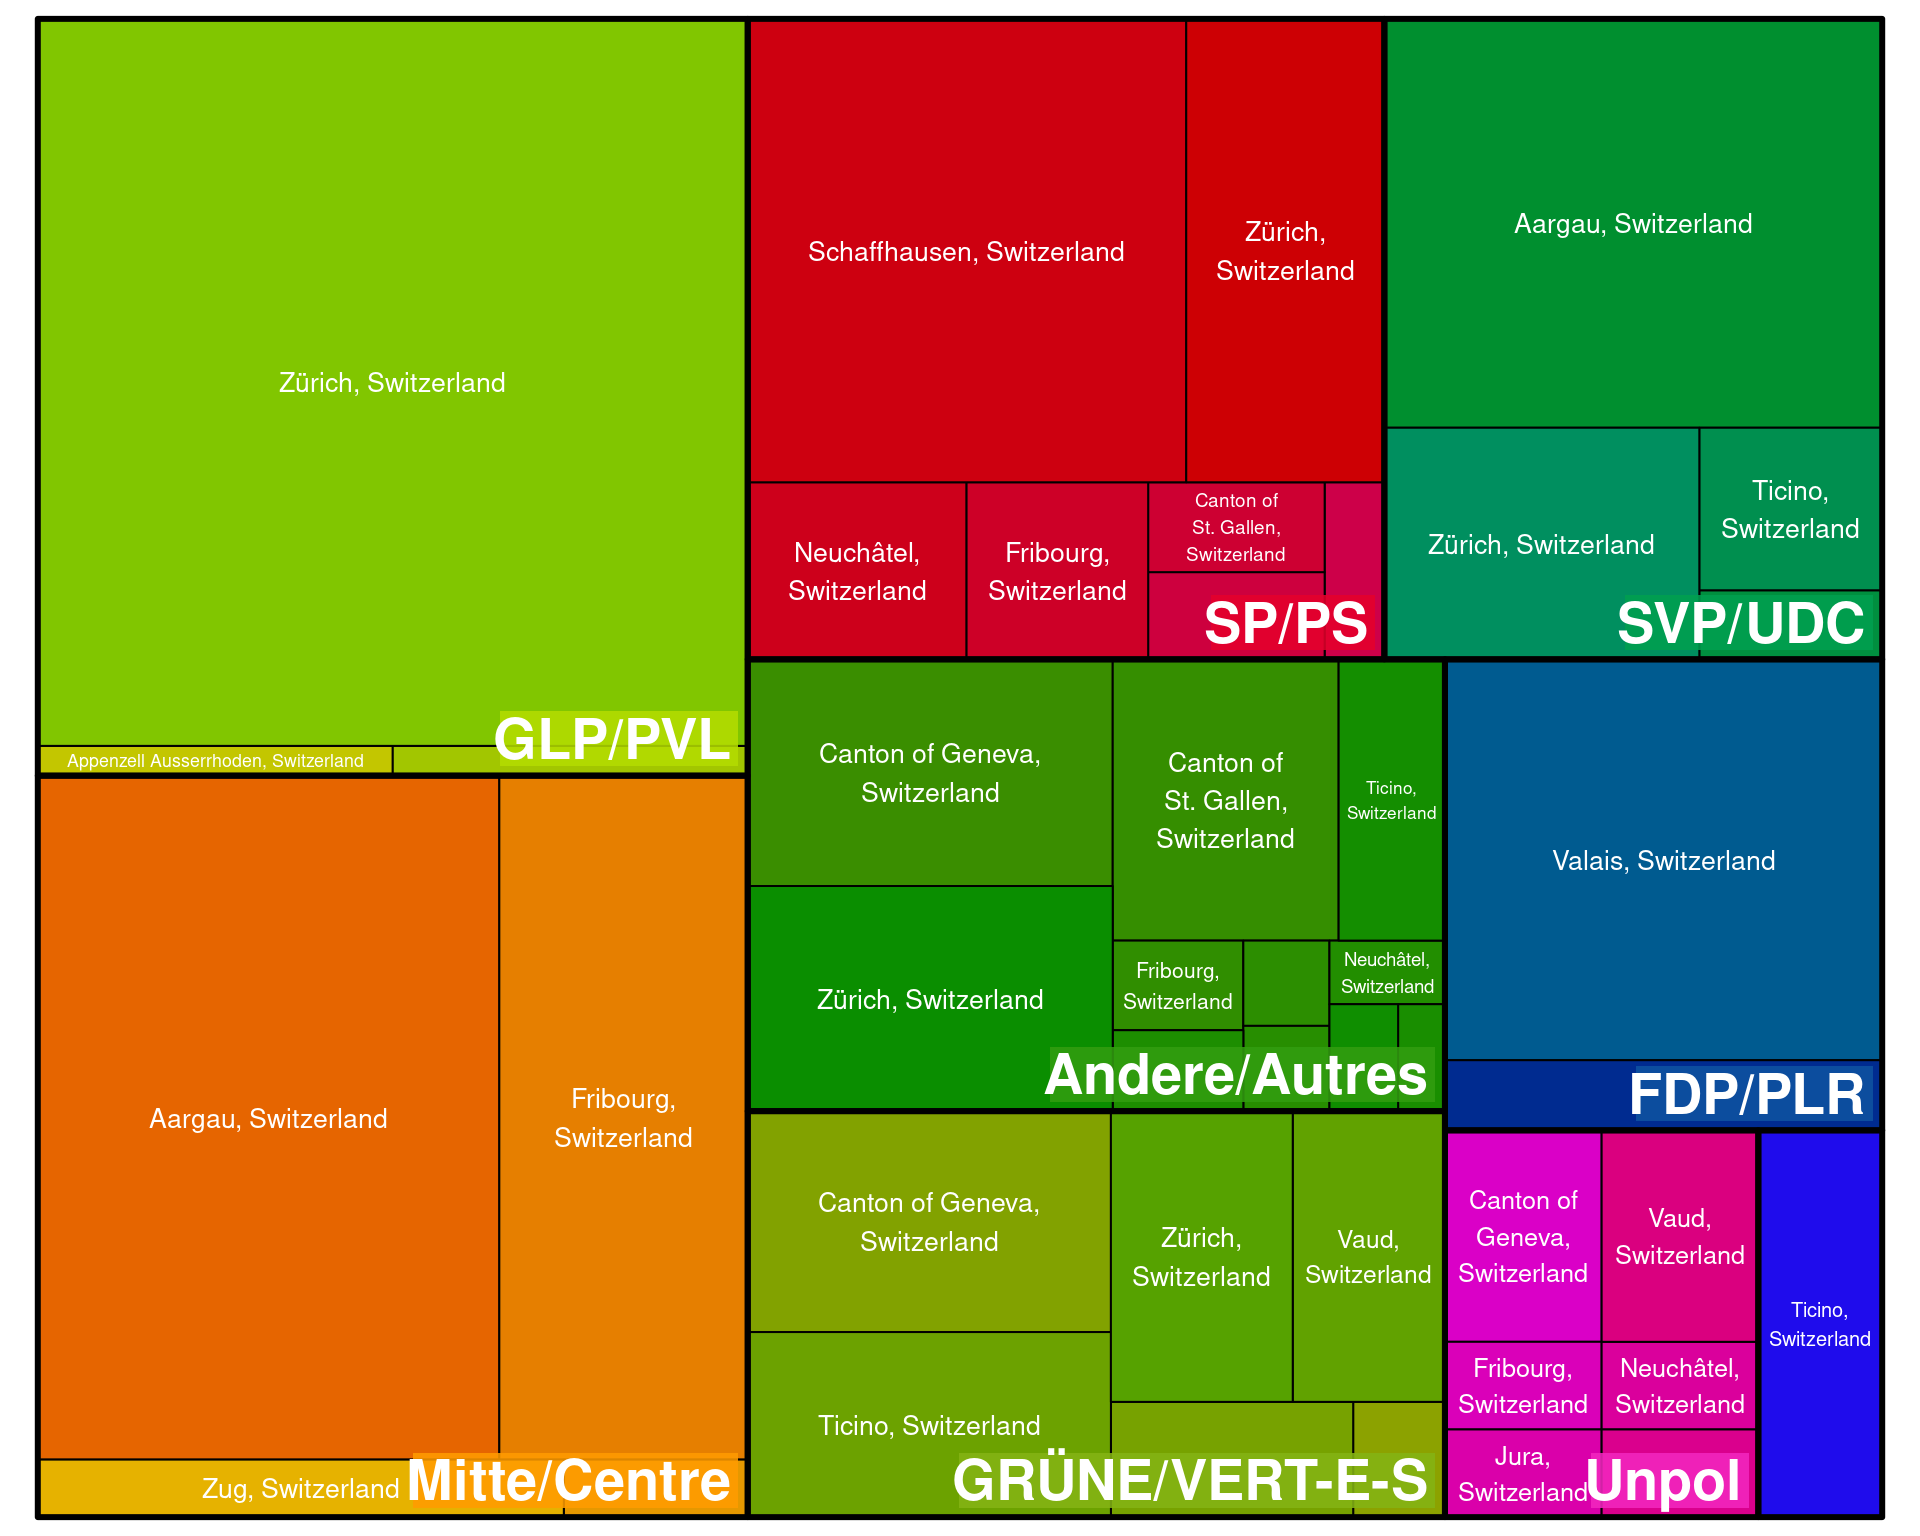 Zürich, Switzerland
Appenzell Ausserrhoden, Switzerland
GLP/PVL
Aargau, Switzerland
Fribourg,
Switzerland
Zug, Switzerland
Mitte/Centre
Schaffhausen, Switzerland
Zürich,
Switzerland
Neuchâtel,
Switzerland
Fribourg,
Switzerland
Canton of
St. Gallen,
Switzerland
SP/PS
Aargau, Switzerland
Zürich, Switzerland
Ticino,
Switzerland
SVP/UDC
Canton of Geneva,
Switzerland
Canton of
St. Gallen,
Switzerland
Ticino,
Switzerland
Zürich, Switzerland
Fribourg,
Switzerland
Neuchâtel,
Switzerland
Andere/Autres
Valais, Switzerland
FDP/PLR
Canton of Geneva,
Switzerland
Zürich,
Switzerland
Vaud,
Switzerland
Ticino, Switzerland
GRÜNE/VERT-E-S
Canton of
Geneva,
Switzerland
Vaud,
Switzerland
Fribourg,
Switzerland
Neuchâtel,
Switzerland
Jura,
Switzerland
Unpol
Ticino,
Switzerland